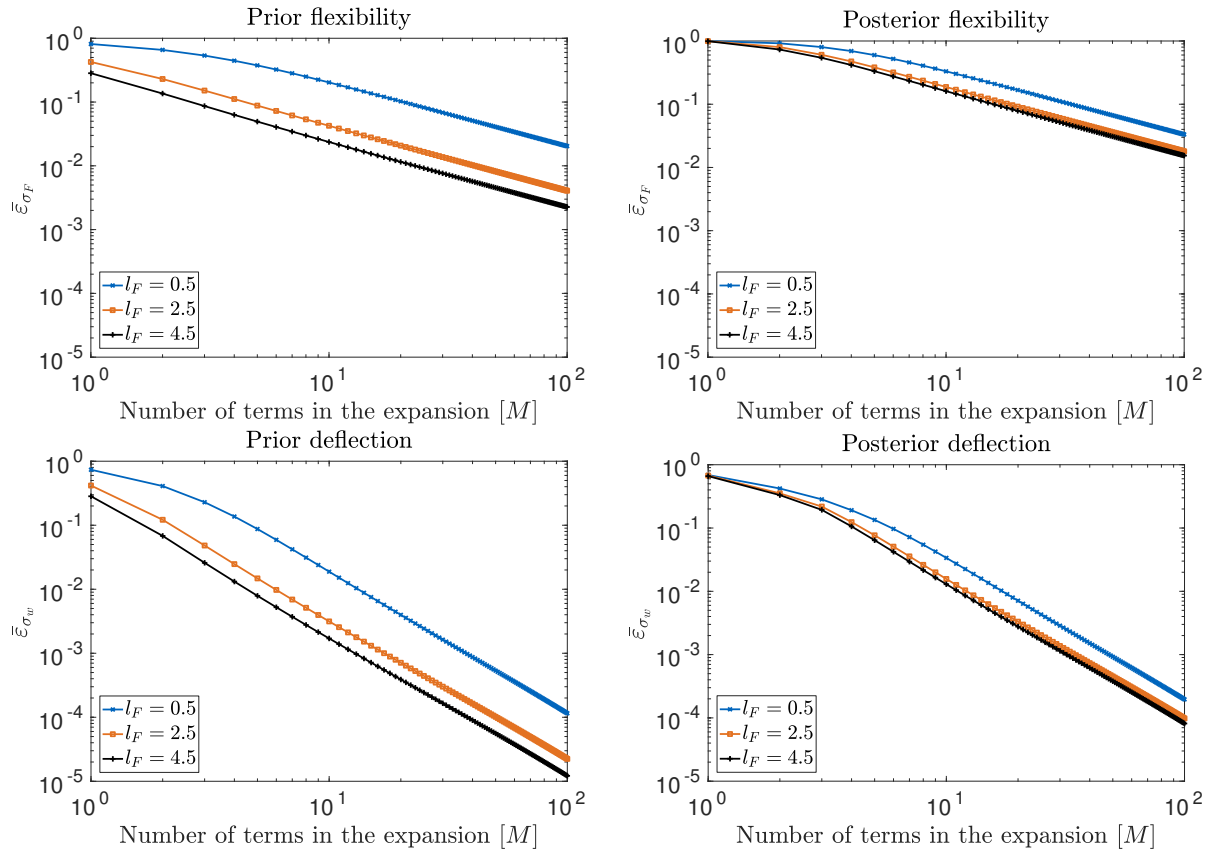 Prior flexibility
10^0
10^-1
10^-2
10^-3
10^-4
10^-5
ε̄_{σ_F}
l_F = 0.5
l_F = 2.5
l_F = 4.5
10^0
10^1
10^2
Number of terms in the expansion [M]
Posterior flexibility
10^0
10^-1
10^-2
10^-3
10^-4
10^-5
ε̄_{σ_F}
l_F = 0.5
l_F = 2.5
l_F = 4.5
10^0
10^1
10^2
Number of terms in the expansion [M]
Prior deflection
10^0
10^-1
10^-2
10^-3
10^-4
10^-5
ε̄_{σ_w}
l_F = 0.5
l_F = 2.5
l_F = 4.5
10^0
10^1
10^2
Number of terms in the expansion [M]
Posterior deflection
10^0
10^-1
10^-2
10^-3
10^-4
10^-5
ε̄_{σ_w}
l_F = 0.5
l_F = 2.5
l_F = 4.5
10^0
10^1
10^2
Number of terms in the expansion [M]